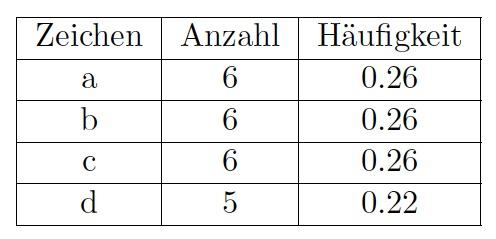 Zeichen Anzahl Häufigkeit
a 6 0.26
b 6 0.26
c 6 0.26
d 5 0.22